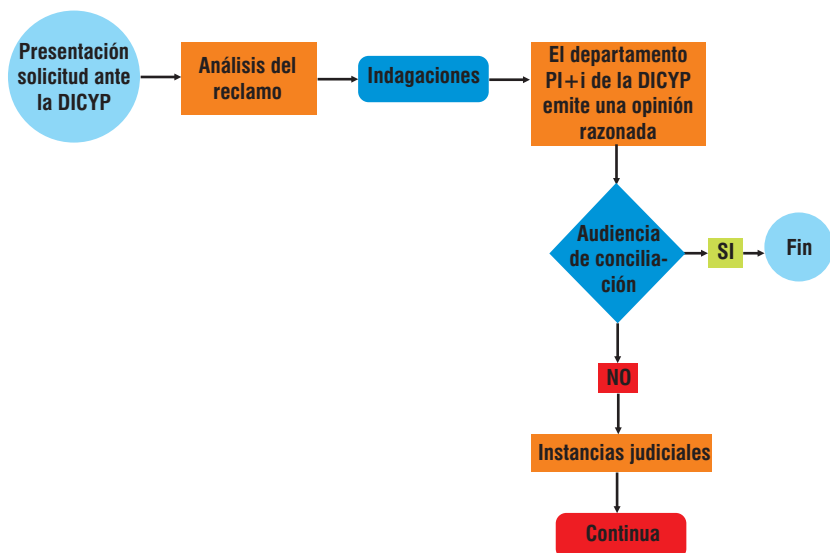 Presentación
solicitud ante
la DICYP
Análisis del
reclamo
Indagaciones
El departamento
PI+i de la DICYP
emite una opinión
razonada
Audiencia
de concilia-
ción
SI
Fin
NO
Instancias judiciales
Continua